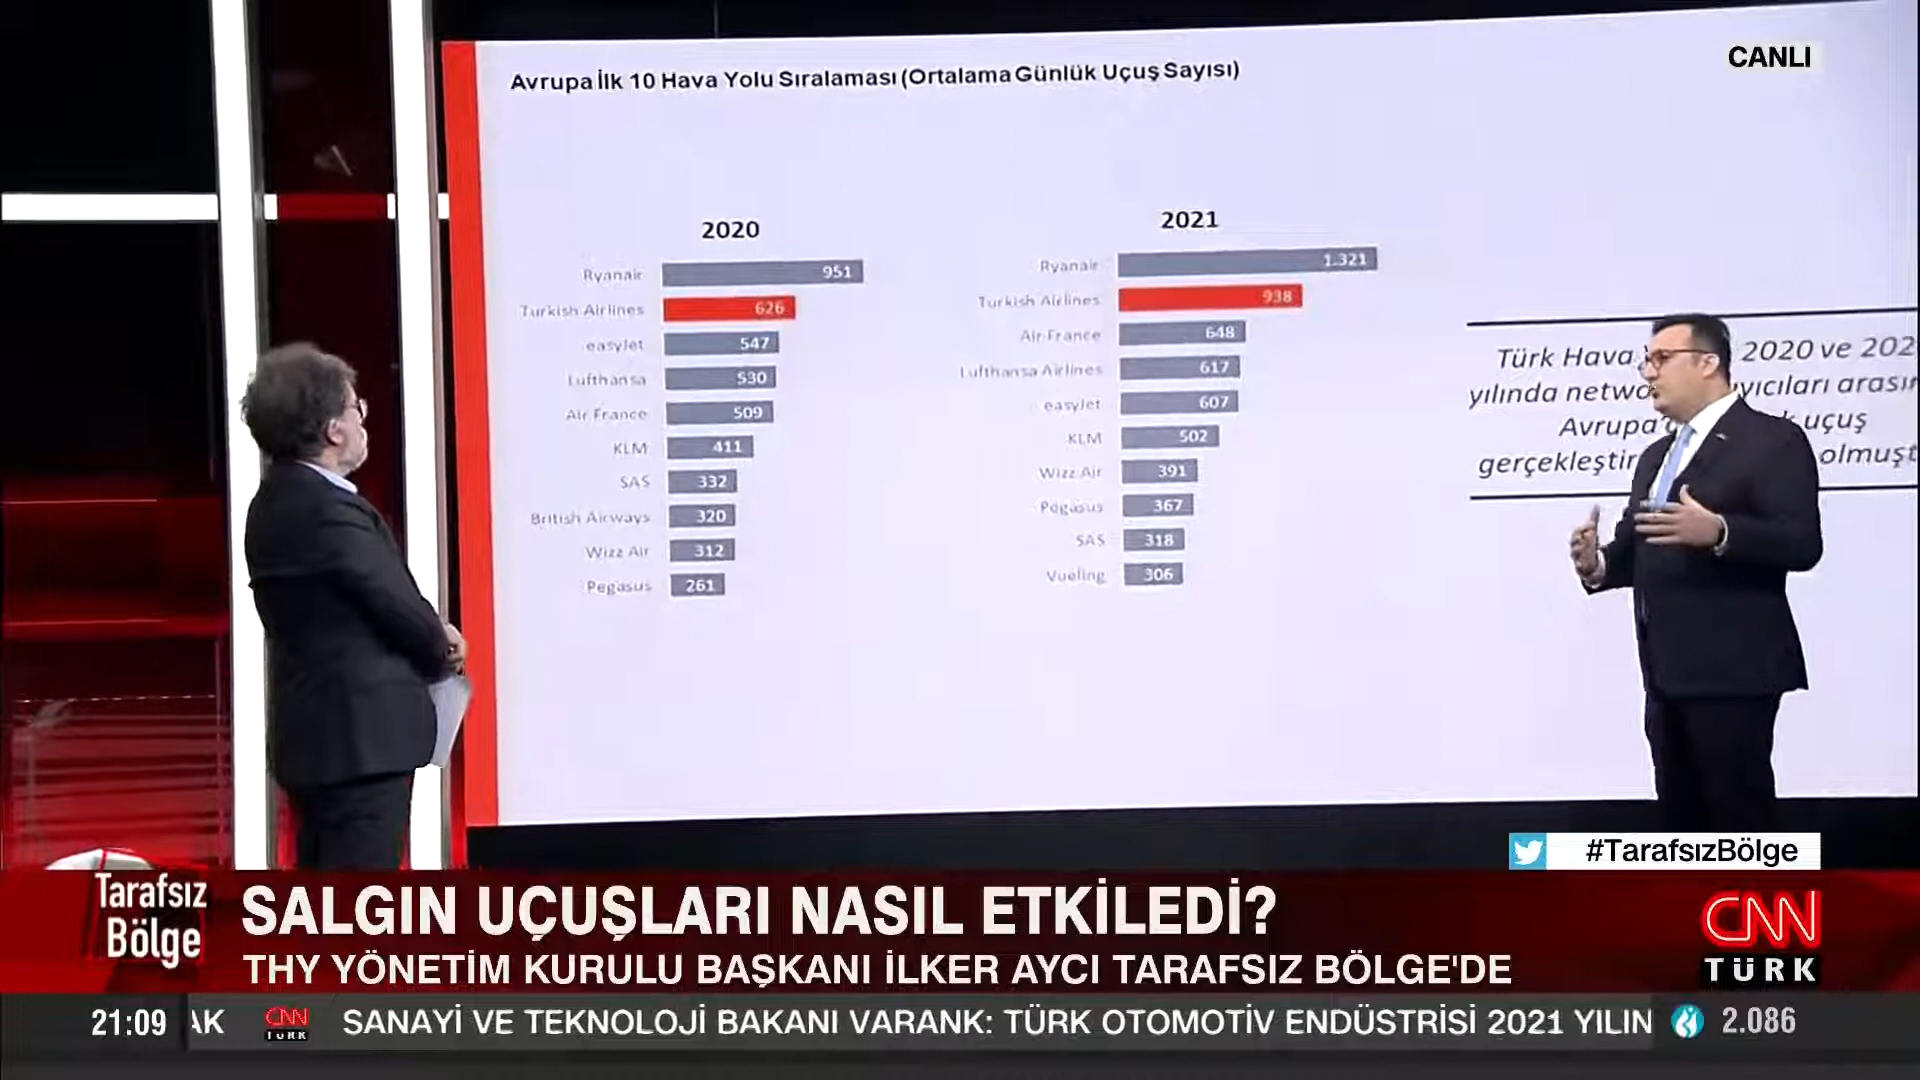 CANLI
Avrupa İlk 10 Hava Yolu Sıralaması (Ortalama Günlük Uçuş Sayısı)
2020
Ryanair 951
Turkish Airlines 626
easyJet 547
Lufthansa 530
Air France 509
KLM 411
SAS 332
British Airways 320
Wizz Air 312
Pegasus 261
2021
Ryanair 1.321
Turkish Airlines 938
Air France 648
Lufthansa Airlines 617
easyJet 607
KLM 502
Wizz Air 391
Pegasus 367
SAS 318
Vueling 306
Türk Hava 2020 ve 202
yılında netwo yıcıları arasın
Avrupa' k uçuş
gerçekleştir olmuşt
#TarafsızBölge
Tarafsız
Bölge
SALGIN UÇUŞLARI NASIL ETKİLEDİ?
THY YÖNETİM KURULU BAŞKANI İLKER AYCI TARAFSIZ BÖLGE'DE
CNN
TÜRK
21:09 AK CNN TÜRK SANAYİ VE TEKNOLOJİ BAKANI VARANK: TÜRK OTOMOTİV ENDÜSTRİSİ 2021 YILIN 2.086